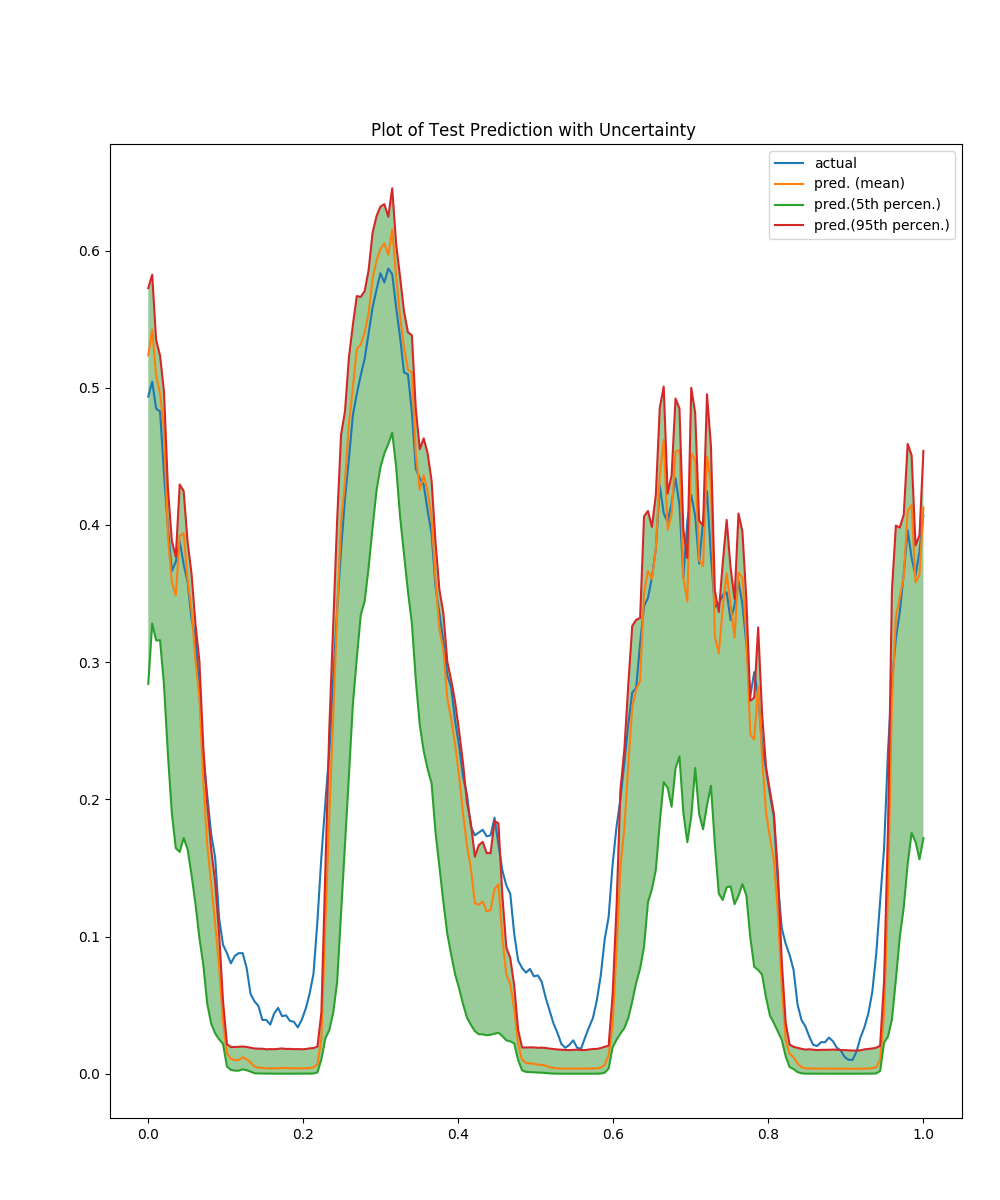 Plot of Test Prediction with Uncertainty
actual
pred. (mean)
pred.(5th percen.)
pred.(95th percen.)
0.6
0.5
0.4
0.3
0.2
0.1
0.0
0.0 0.2 0.4 0.6 0.8 1.0